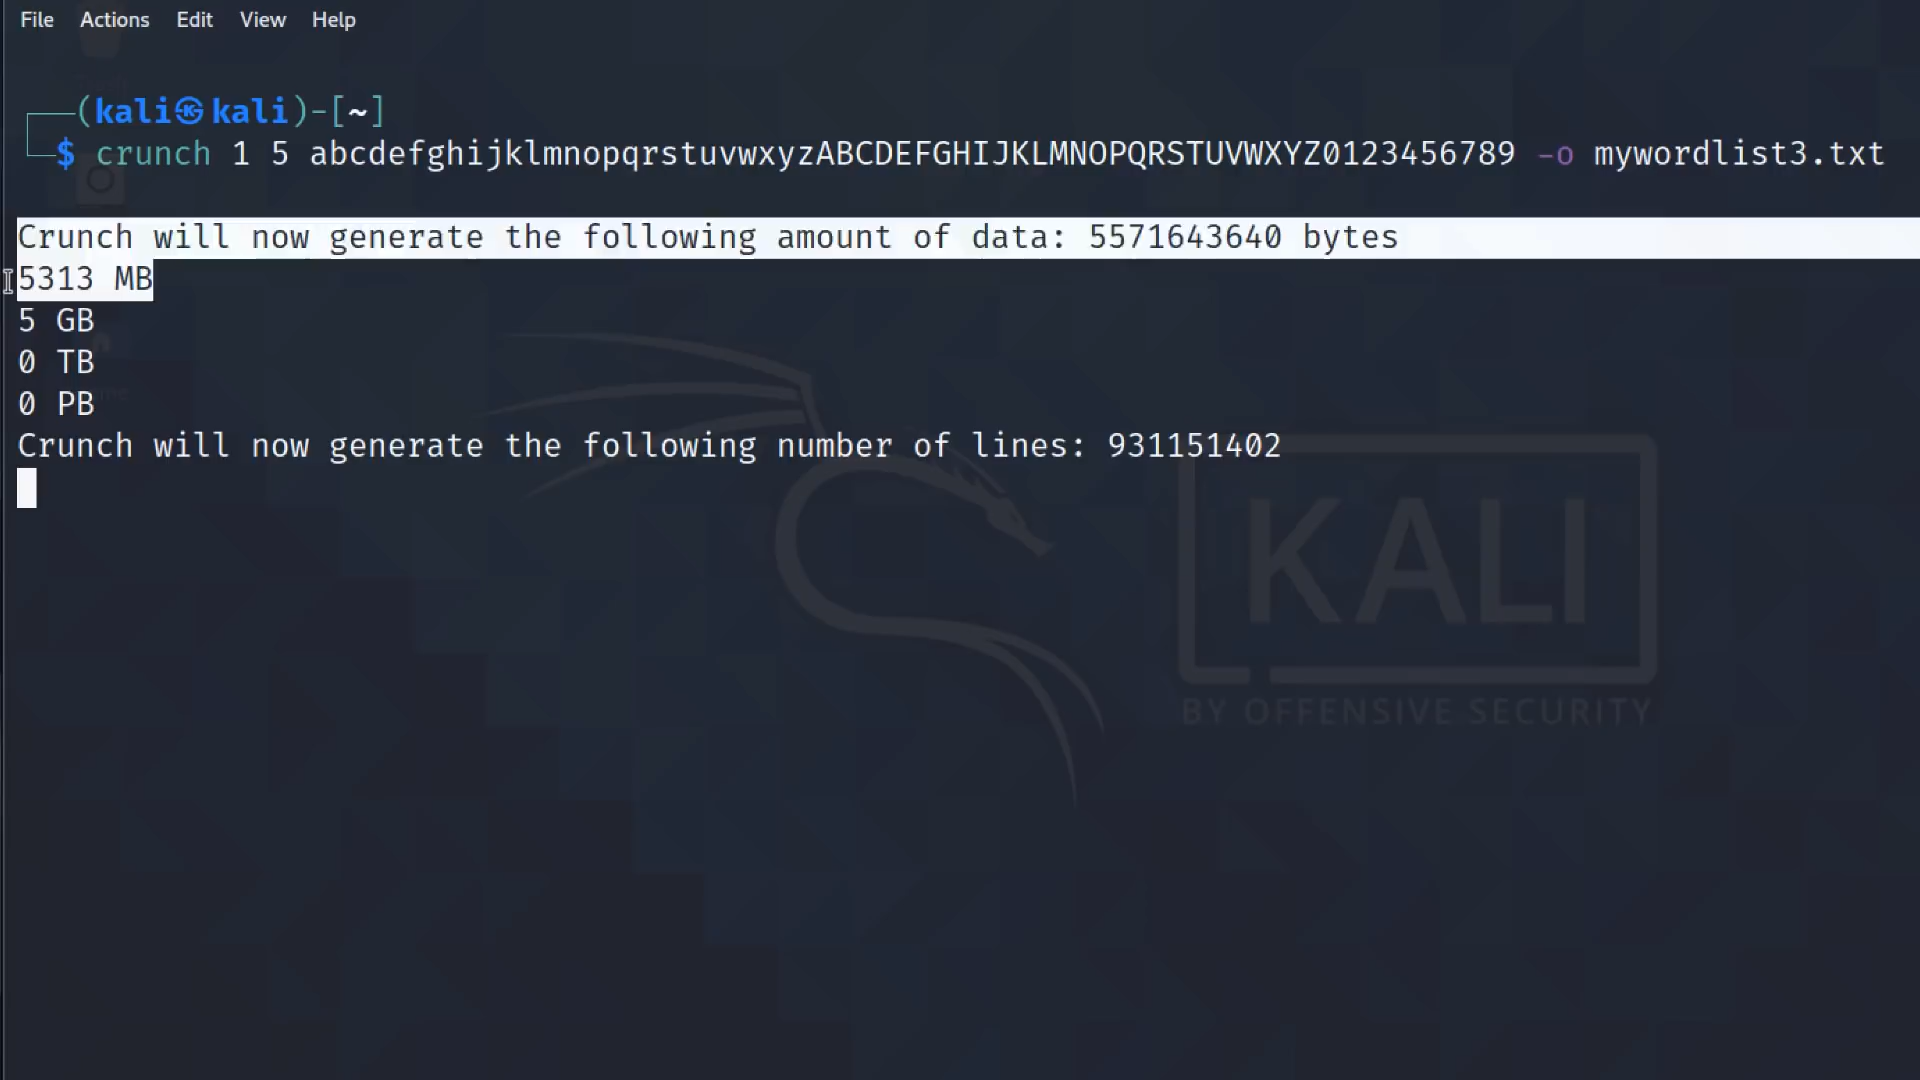 File Actions Edit View Help
(kali㉿kali)-[~]
$ crunch 1 5 abcdefghijklmnopqrstuvwxyzABCDEFGHIJKLMNOPQRSTUVWXYZ0123456789 -o mywordlist3.txt
Crunch will now generate the following amount of data: 5571643640 bytes
5313 MB
5 GB
0 TB
0 PB
Crunch will now generate the following number of lines: 931151402
KALI
BY OFFENSIVE SECURITY